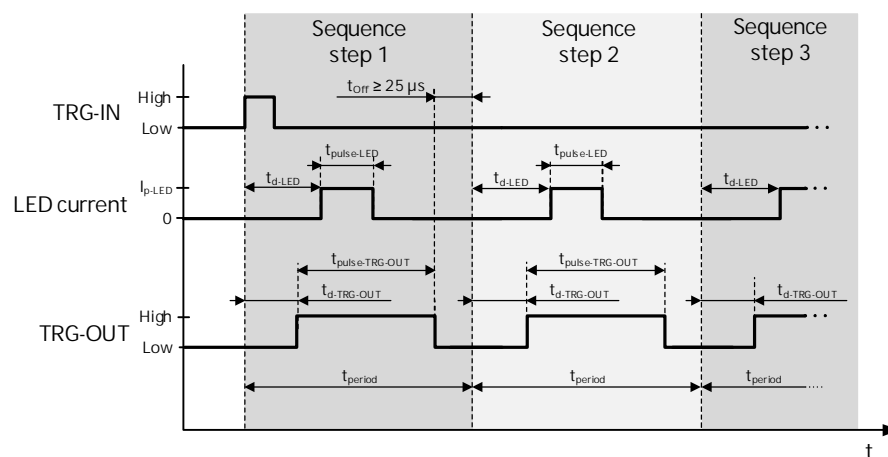 Sequence step 1
Sequence step 2
Sequence step 3
tOff ≥ 25 µs
TRG-IN
High
Low
. . .
tpulse-LED
tpulse-LED
td-LED
td-LED
td-LED
LED current
Ip-LED
0
. . .
tpulse-TRG-OUT
tpulse-TRG-OUT
td-TRG-OUT
td-TRG-OUT
td-TRG-OUT
TRG-OUT
High
Low
. . .
tperiod
tperiod
tperiod
....
t